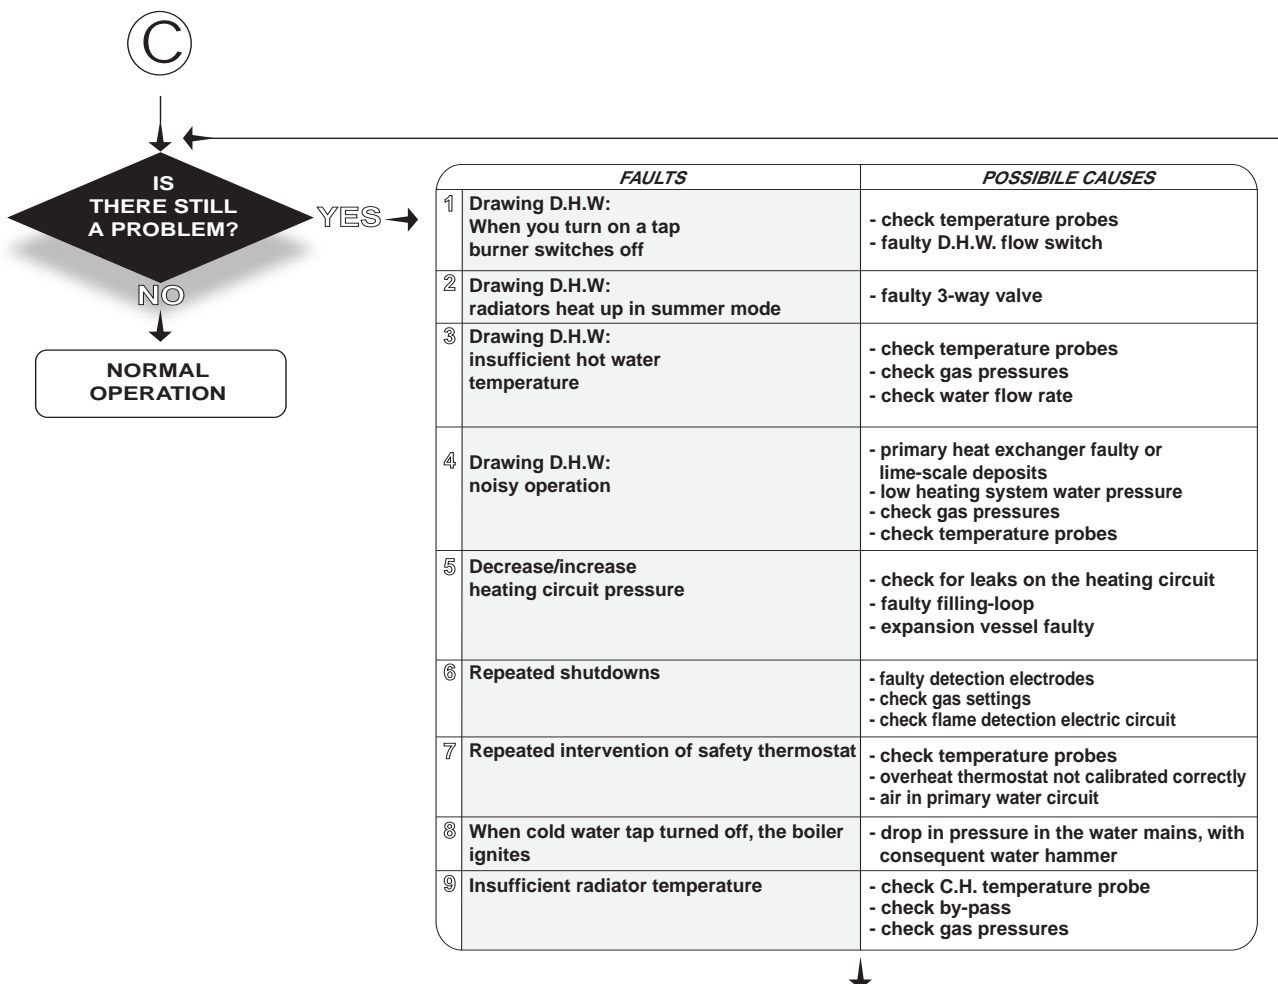 C
IS
THERE STILL
A PROBLEM?
YES
NO
NORMAL
OPERATION
FAULTS
POSSIBILE CAUSES
1
Drawing D.H.W:
When you turn on a tap
burner switches off
- check temperature probes
- faulty D.H.W. flow switch
2
Drawing D.H.W:
radiators heat up in summer mode
- faulty 3-way valve
3
Drawing D.H.W:
insufficient hot water
temperature
- check temperature probes
- check gas pressures
- check water flow rate
4
Drawing D.H.W:
noisy operation
- primary heat exchanger faulty or
lime-scale deposits
- low heating system water pressure
- check gas pressures
- check temperature probes
5
Decrease/increase
heating circuit pressure
- check for leaks on the heating circuit
- faulty filling-loop
- expansion vessel faulty
6
Repeated shutdowns
- faulty detection electrodes
- check gas settings
- check flame detection electric circuit
7
Repeated intervention of safety thermostat
- check temperature probes
- overheat thermostat not calibrated correctly
- air in primary water circuit
8
When cold water tap turned off, the boiler
ignites
- drop in pressure in the water mains, with
consequent water hammer
9
Insufficient radiator temperature
- check C.H. temperature probe
- check by-pass
- check gas pressures